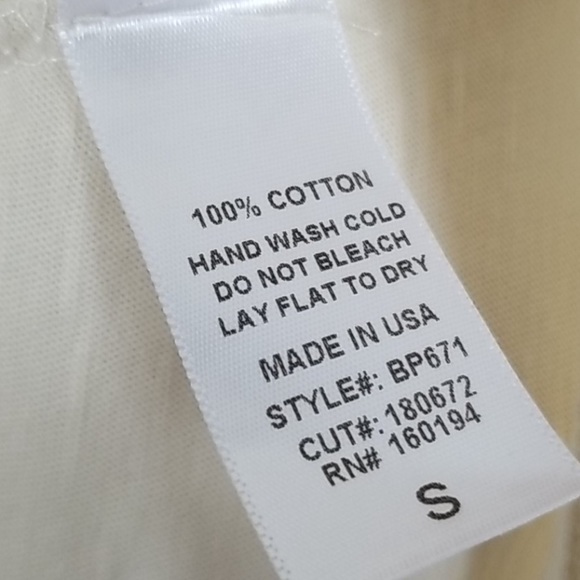 100% COTTON
HAND WASH COLD
DO NOT BLEACH
LAY FLAT TO DRY
MADE IN USA
STYLE#: BP671
CUT#: 180672
RN# 160194
S